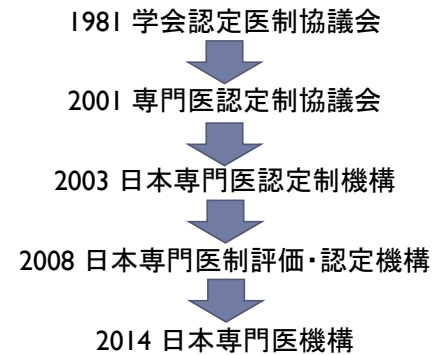 1981 学会認定医制協議会
2001 専門医認定制協議会
2003 日本専門医認定制機構
2008 日本専門医制評価・認定機構
2014 日本専門医機構